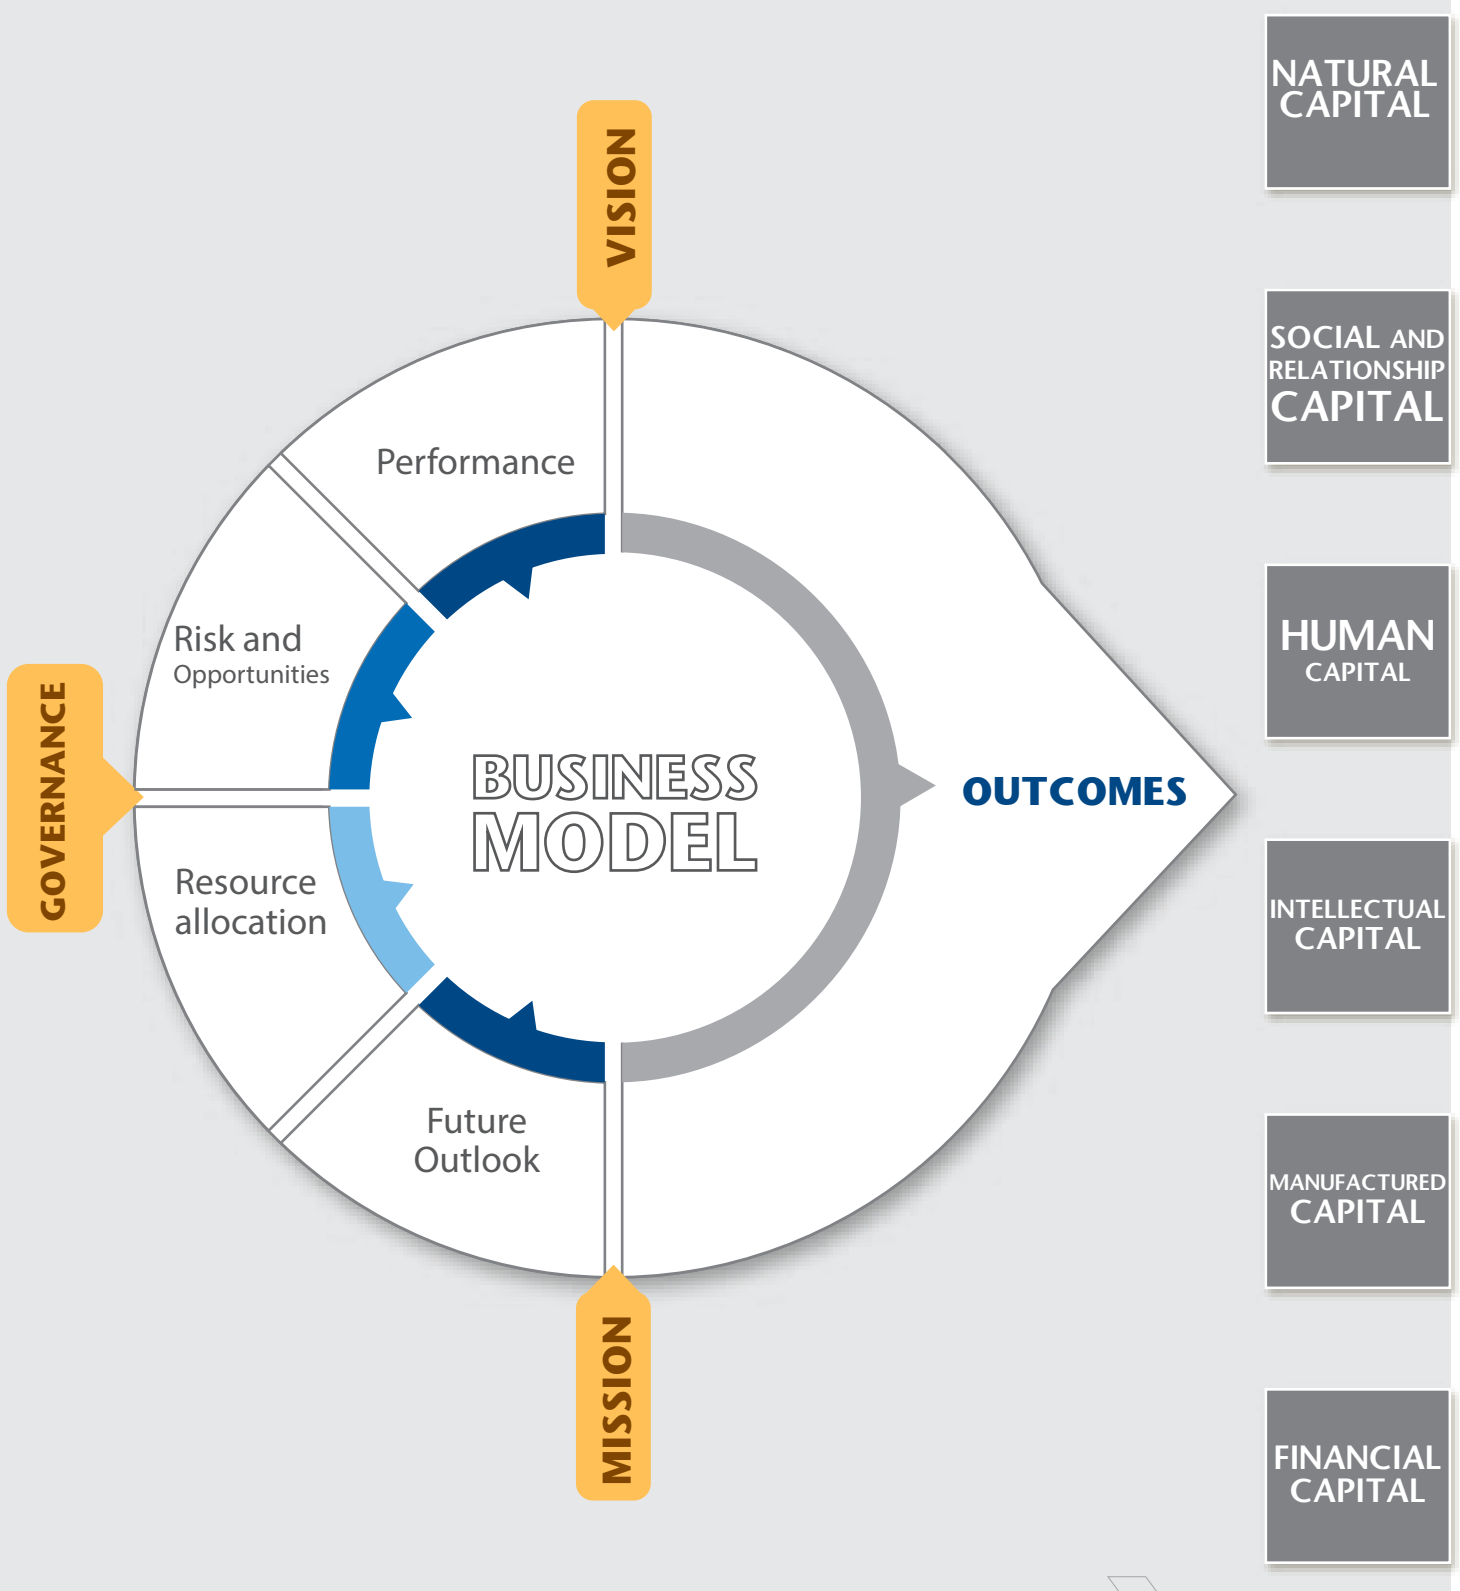 VISION
Performance
Risk and
Opportunities
GOVERNANCE
Resource
allocation
Future
Outlook
MISSION
BUSINESS
MODEL
OUTCOMES
NATURAL
CAPITAL
SOCIAL AND
RELATIONSHIP
CAPITAL
HUMAN
CAPITAL
INTELLECTUAL
CAPITAL
MANUFACTURED
CAPITAL
FINANCIAL
CAPITAL